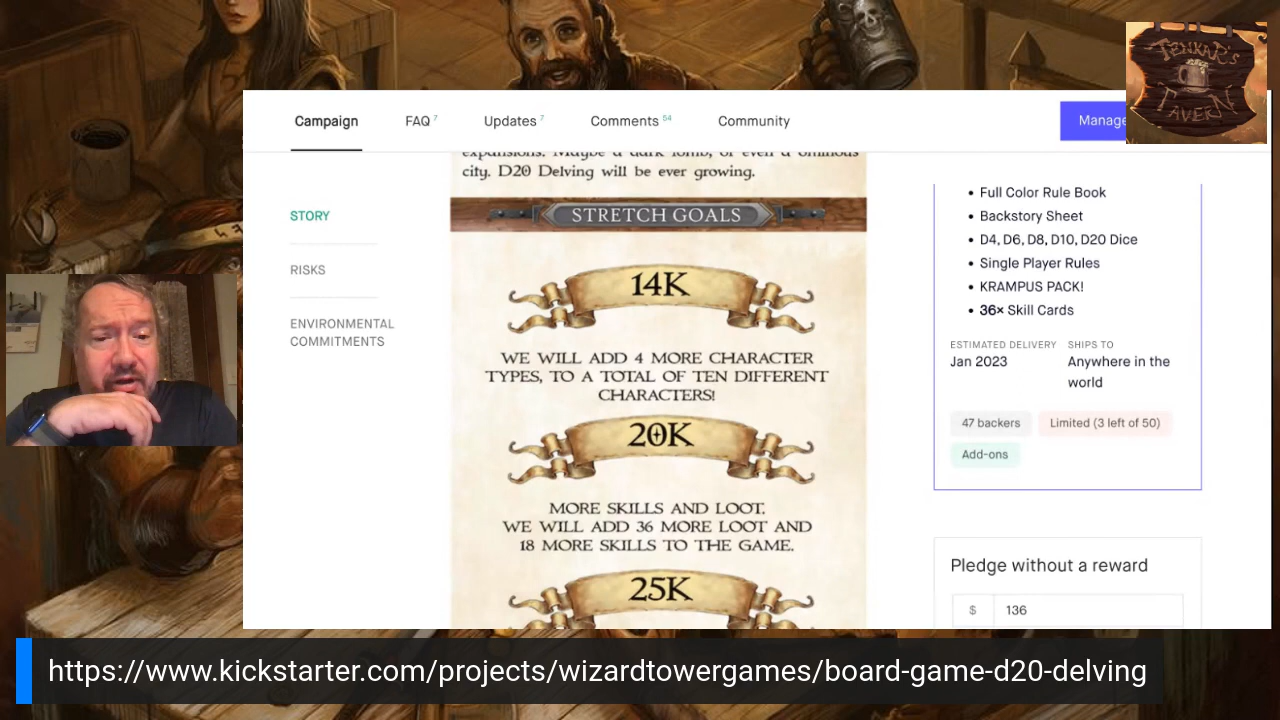 TENKAR'S
TAVERN
Campaign
FAQ 7
Updates 7
Comments 54
Community
Manage
expansions. Maybe a dark tomb, or even a ominous
city. D20 Delving will be ever growing.
STRETCH GOALS
STORY
RISKS
ENVIRONMENTAL
COMMITMENTS
14K
WE WILL ADD 4 MORE CHARACTER
TYPES, TO A TOTAL OF TEN DIFFERENT
CHARACTERS!
20K
MORE SKILLS AND LOOT.
WE WILL ADD 36 MORE LOOT AND
18 MORE SKILLS TO THE GAME.
25K
• Full Color Rule Book
• Backstory Sheet
• D4, D6, D8, D10, D20 Dice
• Single Player Rules
• KRAMPUS PACK!
• 36× Skill Cards
ESTIMATED DELIVERY
Jan 2023
SHIPS TO
Anywhere in the
world
47 backers
Limited (3 left of 50)
Add-ons
Pledge without a reward
$ 136
https://www.kickstarter.com/projects/wizardtowergames/board-game-d20-delving